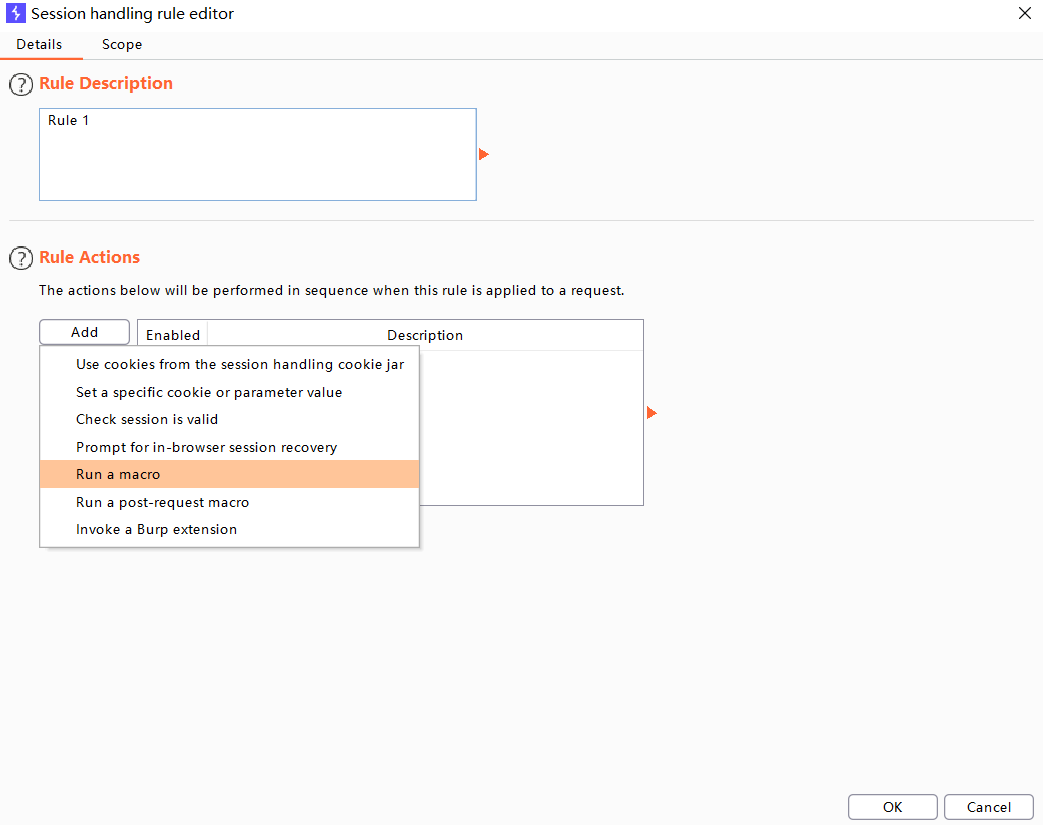 Session handling rule editor
Details Scope
? Rule Description
Rule 1
? Rule Actions
The actions below will be performed in sequence when this rule is applied to a request.
Add Enabled Description
Use cookies from the session handling cookie jar
Set a specific cookie or parameter value
Check session is valid
Prompt for in-browser session recovery
Run a macro
Run a post-request macro
Invoke a Burp extension
OK Cancel